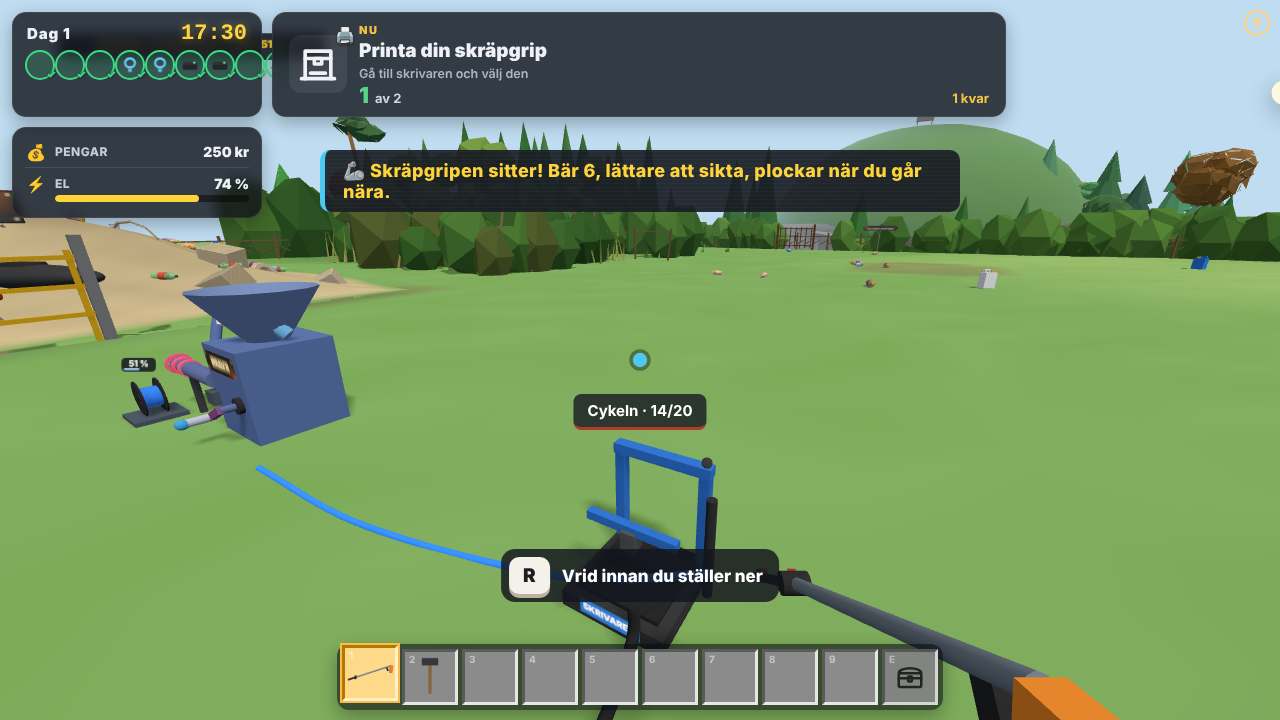 Dag 1
17:30
NU
Printa din skräpgrip
Gå till skrivaren och välj den
1 av 2
1 kvar
PENGAR
250 kr
EL
74 %
Skräpgripen sitter! Bär 6, lättare att sikta, plockar när du går
nära.
51 %
Cykeln · 14/20
R
Vrid innan du ställer ner
SKRIVARE
2
3
4
5
6
7
8
9
E